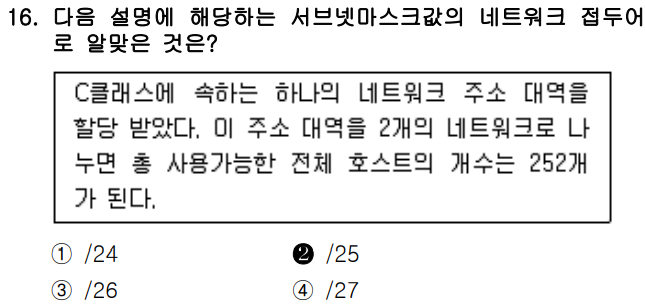 16. 다음 설명에 해당하는 서브넷마스크값의 네트워크 접두어
로 알맞은 것은?
C클래스에 속하는 하나의 네트워크 주소 대역을
할당 받았다. 이 주소 대역을 2개의 네트워크로 나
누면 총 사용가능한 전체 호스트의 개수는 252개
가 된다.
① /24 ❷ /25
③ /26 ④ /27